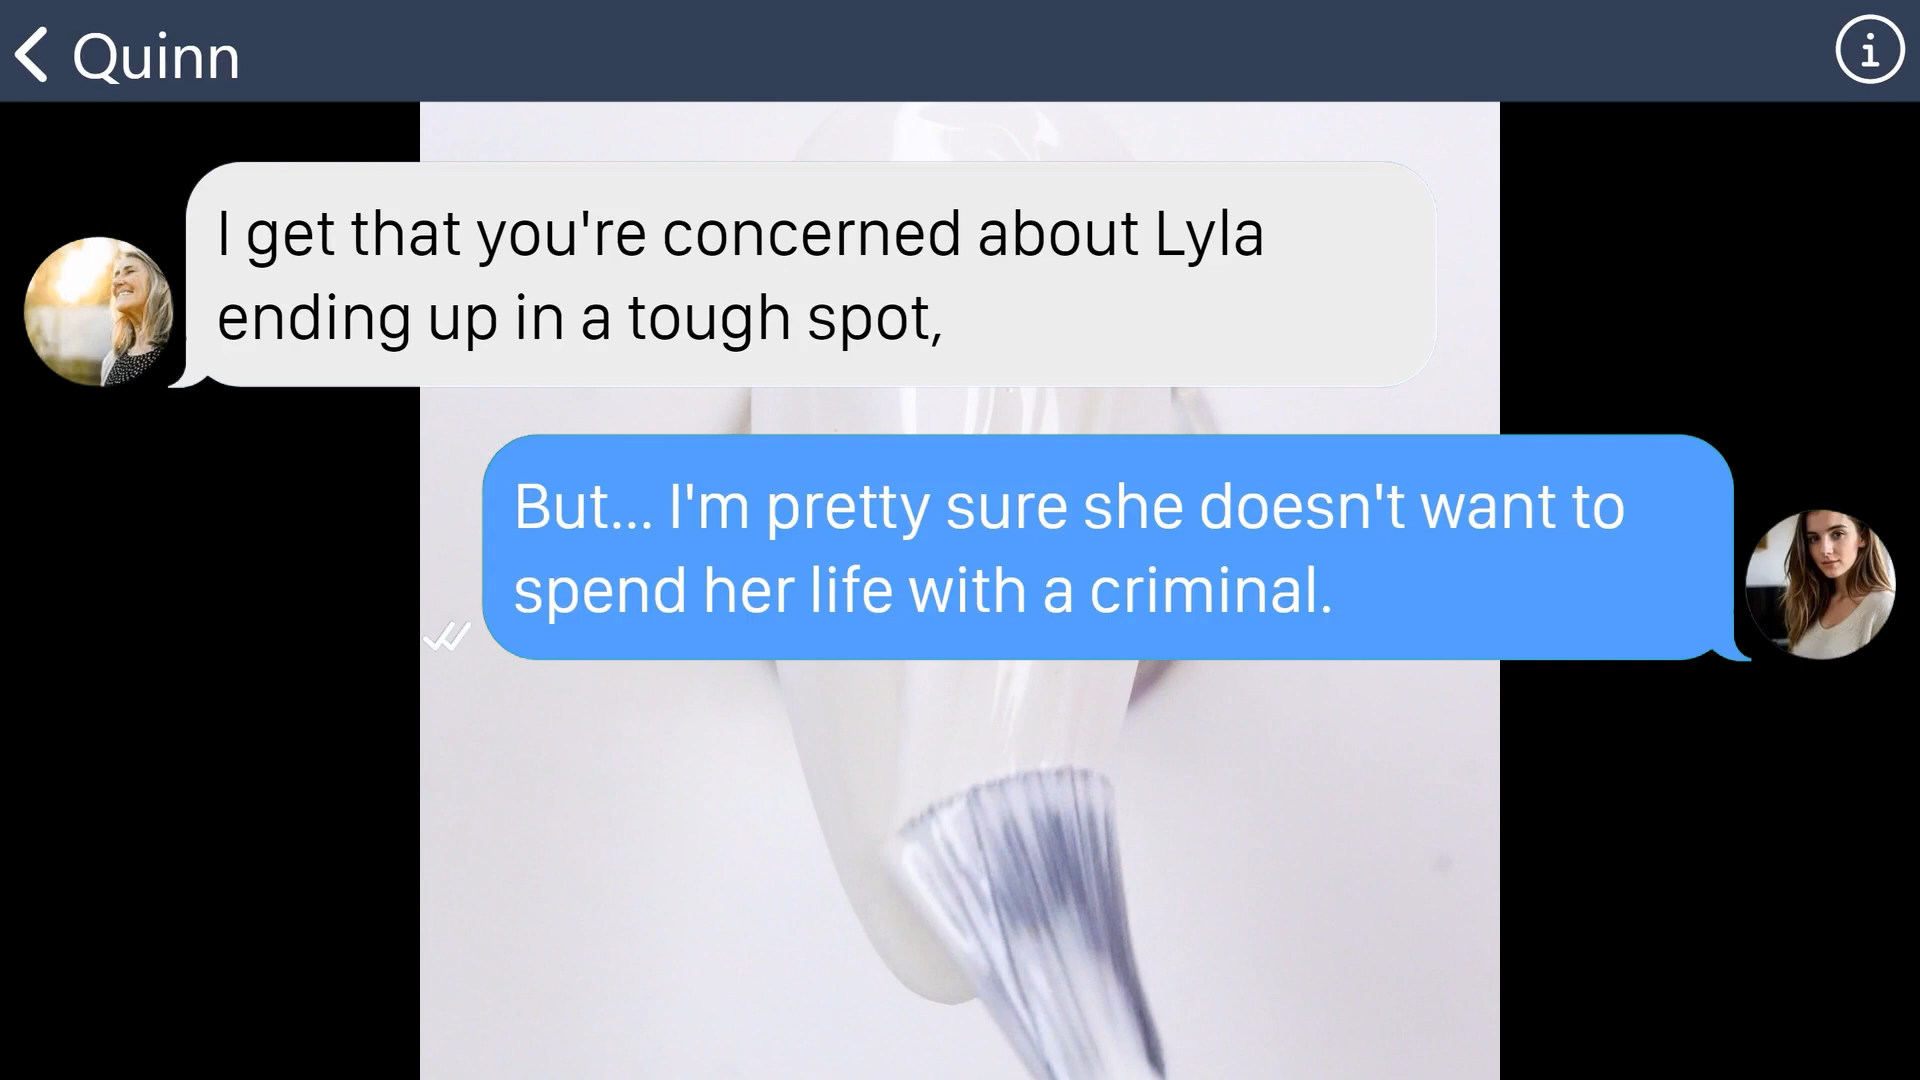 Quinn
I get that you're concerned about Lyla
ending up in a tough spot,
But... I'm pretty sure she doesn't want to
spend her life with a criminal.